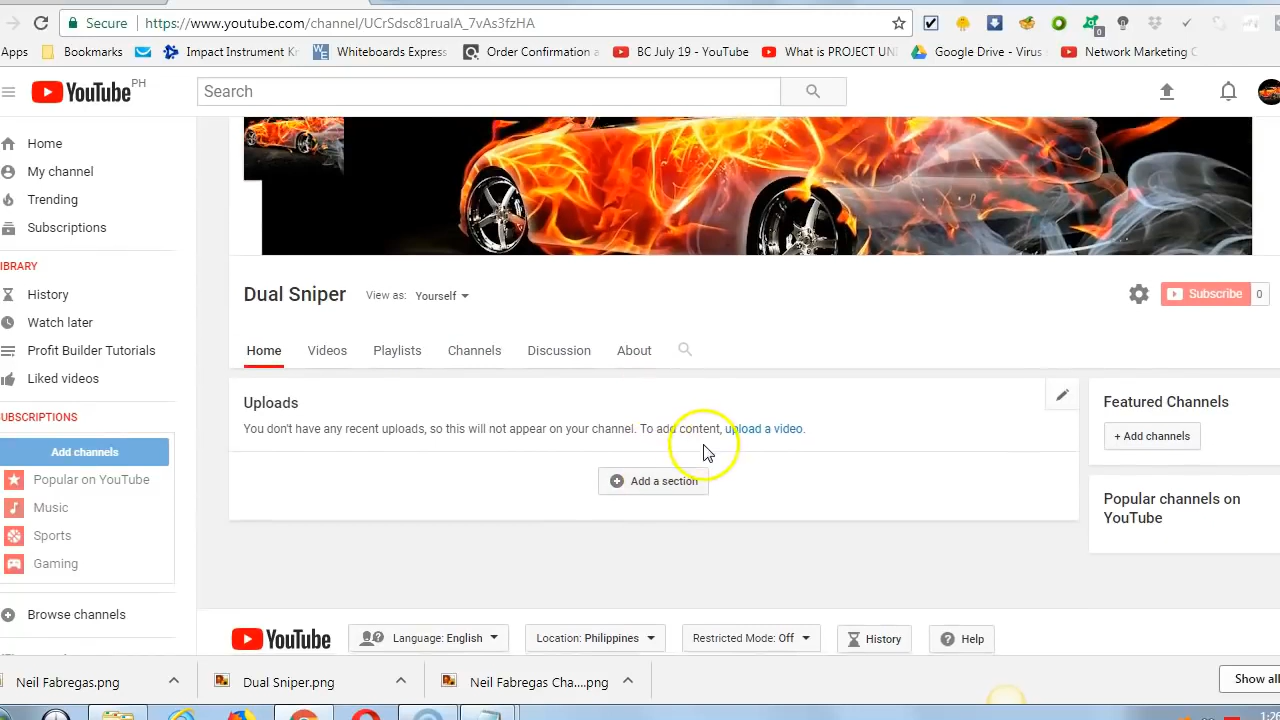 Secure https://www.youtube.com/channel/UCrSdsc81ruaIA_7vAs3fzHA
0
Apps Bookmarks Impact Instrument Kr Whiteboards Express Order Confirmation a BC July 19 - YouTube What is PROJECT UNI Google Drive - Virus Network Marketing C
YouTube PH
Search
Home
My channel
Trending
Subscriptions
IBRARY
History
Watch later
Profit Builder Tutorials
Liked videos
UBSCRIPTIONS
Add channels
Popular on YouTube
Music
Sports
Gaming
Browse channels
Dual Sniper View as: Yourself
Subscribe 0
Home Videos Playlists Channels Discussion About
Uploads
You don't have any recent uploads, so this will not appear on your channel. To add content, upload a video.
Add a section
Featured Channels
+ Add channels
Popular channels on
YouTube
YouTube Language: English Location: Philippines Restricted Mode: Off History Help
Neil Fabregas.png Dual Sniper.png Neil Fabregas Cha....png Show all